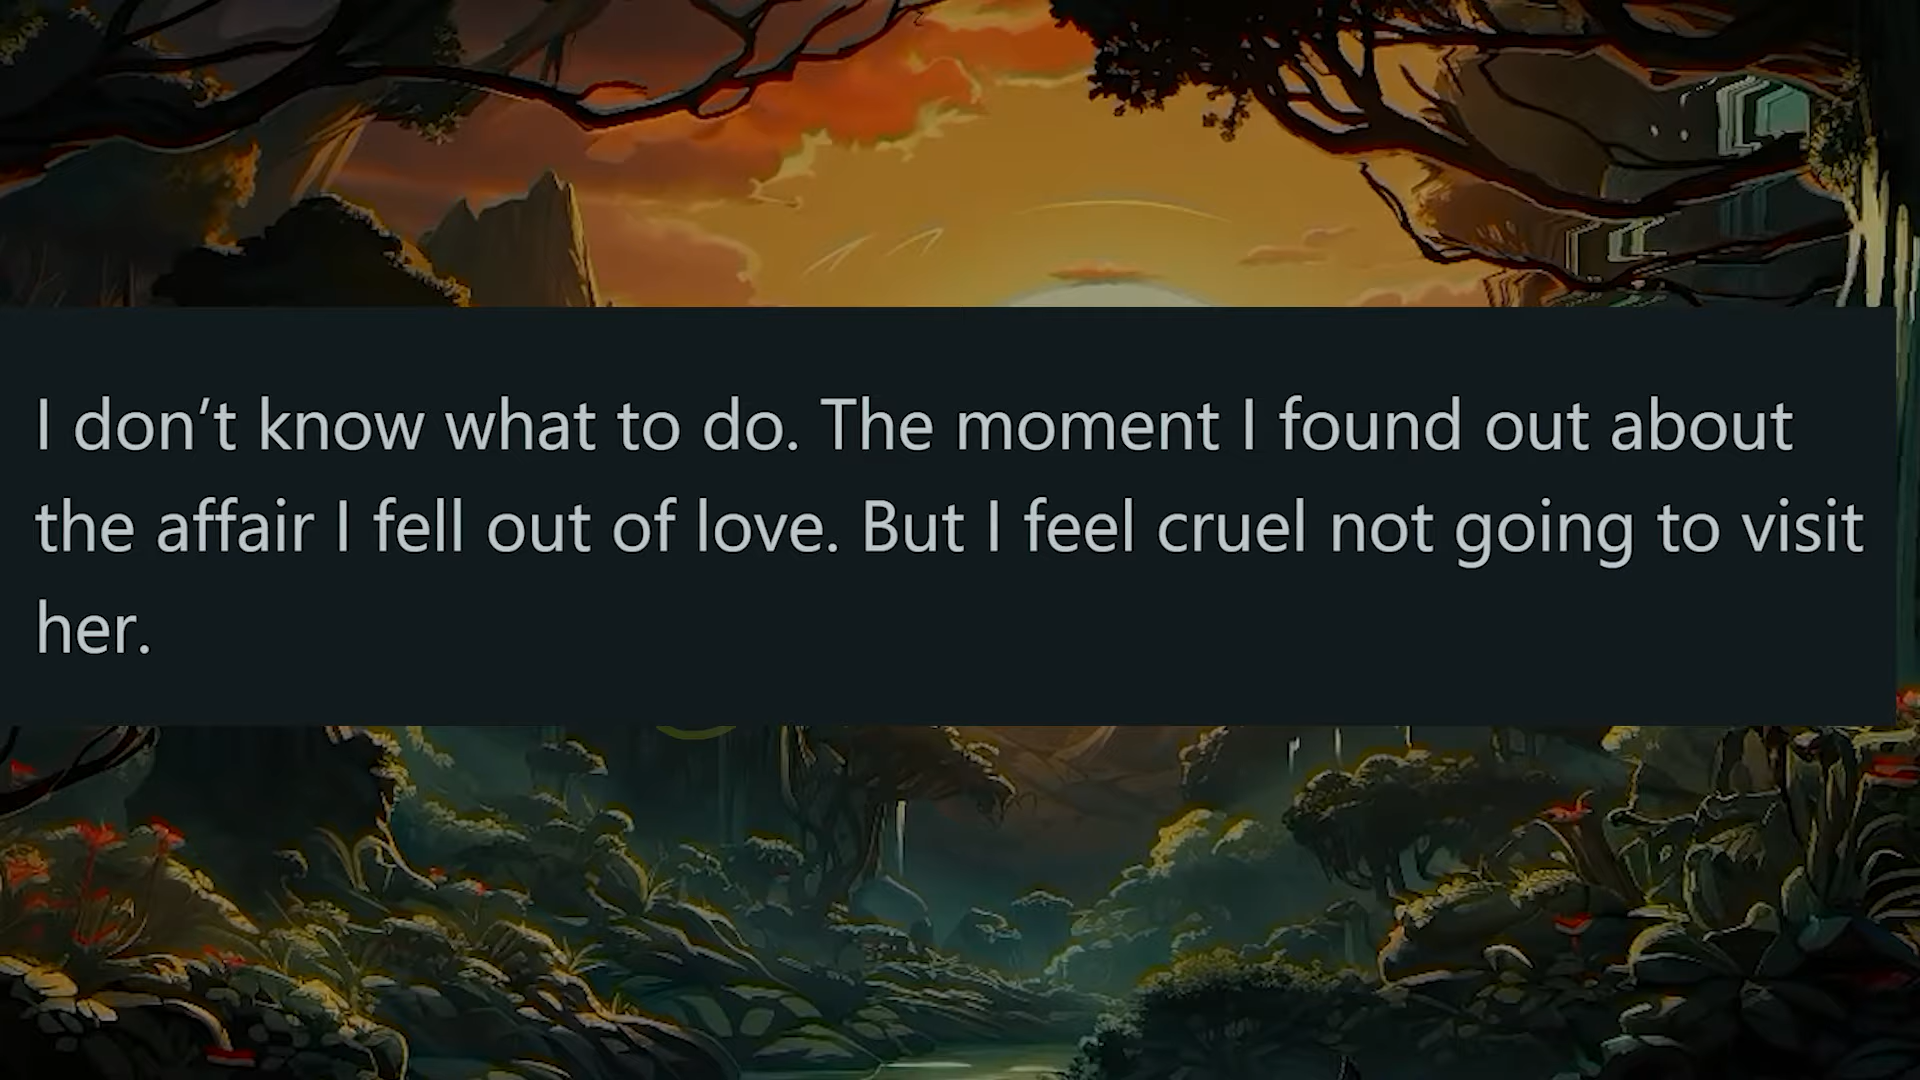 I don’t know what to do. The moment I found out about
the affair I fell out of love. But I feel cruel not going to visit
her.